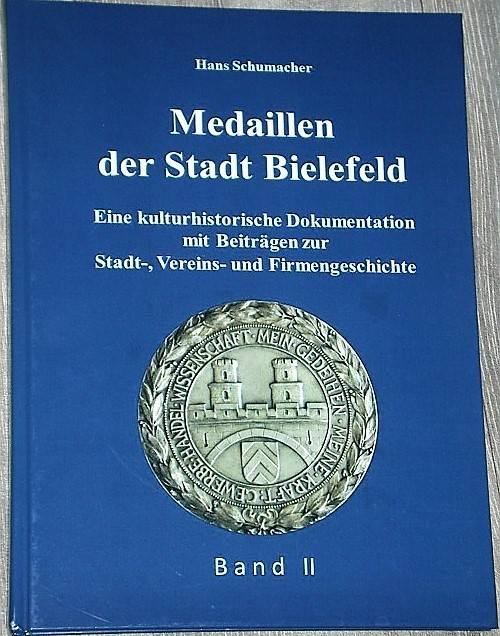 Hans Schumacher
Medaillen
der Stadt Bielefeld
Eine kulturhistorische Dokumentation
mit Beiträgen zur
Stadt-, Vereins- und Firmengeschichte
GEWERBE·HANDEL·WISSENSCHAFT·MEIN GEDEIHEN·MEINE KRAFT:
Band II